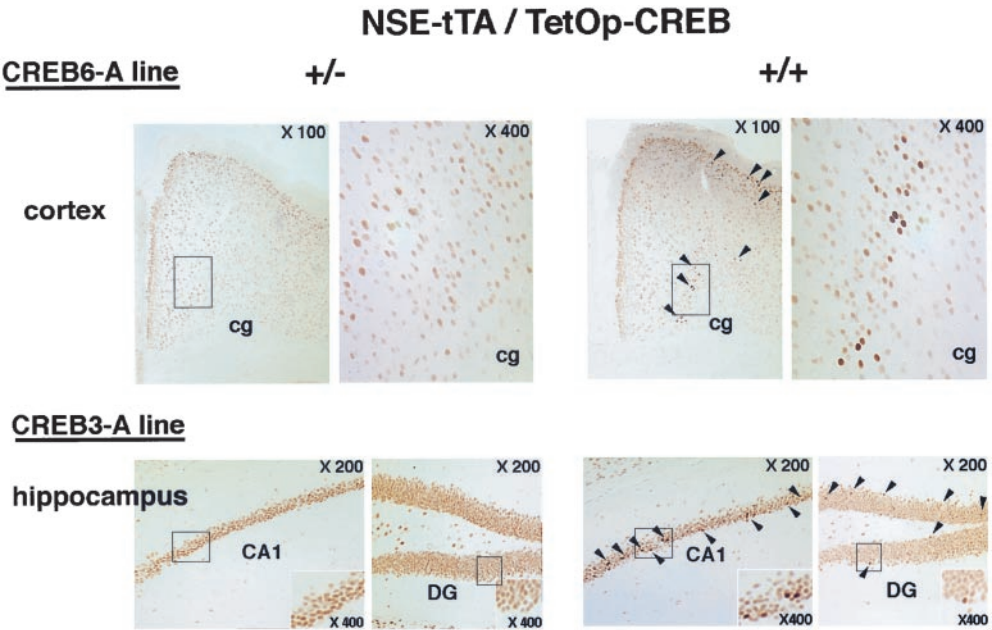 NSE-tTA / TetOp-CREB
CREB6-A line +/- +/+
X 100 X 400 X 100 X 400
cortex
cg cg cg cg
CREB3-A line
X 200 X 200 X 200 X 200
hippocampus
CA1 DG CA1 DG
X 400 X 400 X400 X400